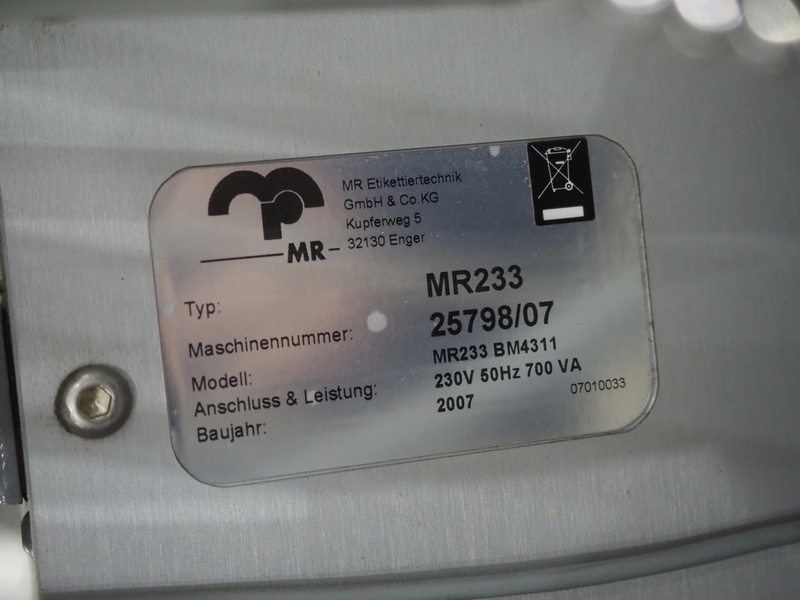 MR Etikettiertechnik
GmbH & Co.KG
Kupferweg 5
32130 Enger
MR
Typ: MR233
Maschinennummer: 25798/07
Modell: MR233 BM4311
Anschluss & Leistung: 230V 50Hz 700 VA
Baujahr: 2007
07010033